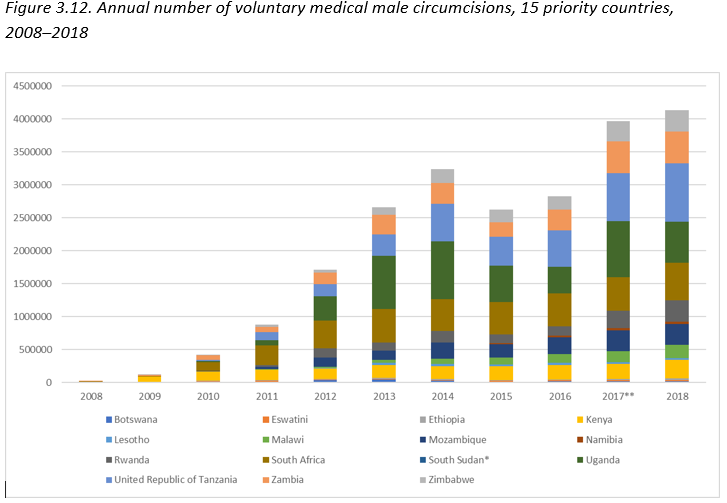 Figure 3.12. Annual number of voluntary medical male circumcisions, 15 priority countries,
2008–2018
4500000
4000000
3500000
3000000
2500000
2000000
1500000
1000000
500000
0
2008 2009 2010 2011 2012 2013 2014 2015 2016 2017** 2018
Botswana Eswatini Ethiopia Kenya
Lesotho Malawi Mozambique Namibia
Rwanda South Africa South Sudan* Uganda
United Republic of Tanzania Zambia Zimbabwe